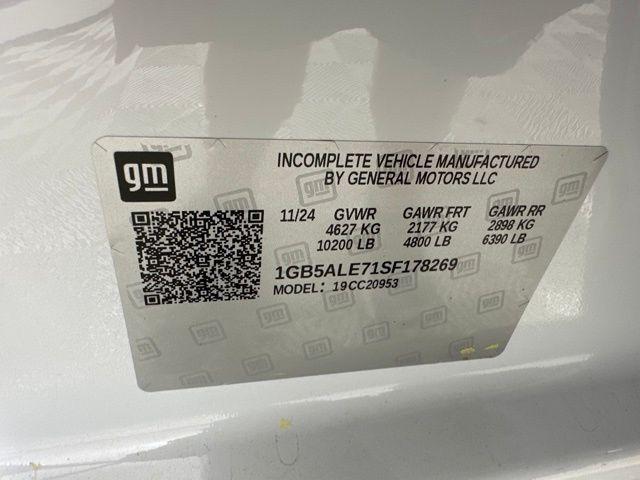 gm
INCOMPLETE VEHICLE MANUFACTURED
BY GENERAL MOTORS LLC
11/24 GVWR GAWR FRT GAWR RR
4627 KG 2177 KG 2898 KG
10200 LB 4800 LB 6390 LB
1GB5ALE71SF178269
MODEL: 19CC20953